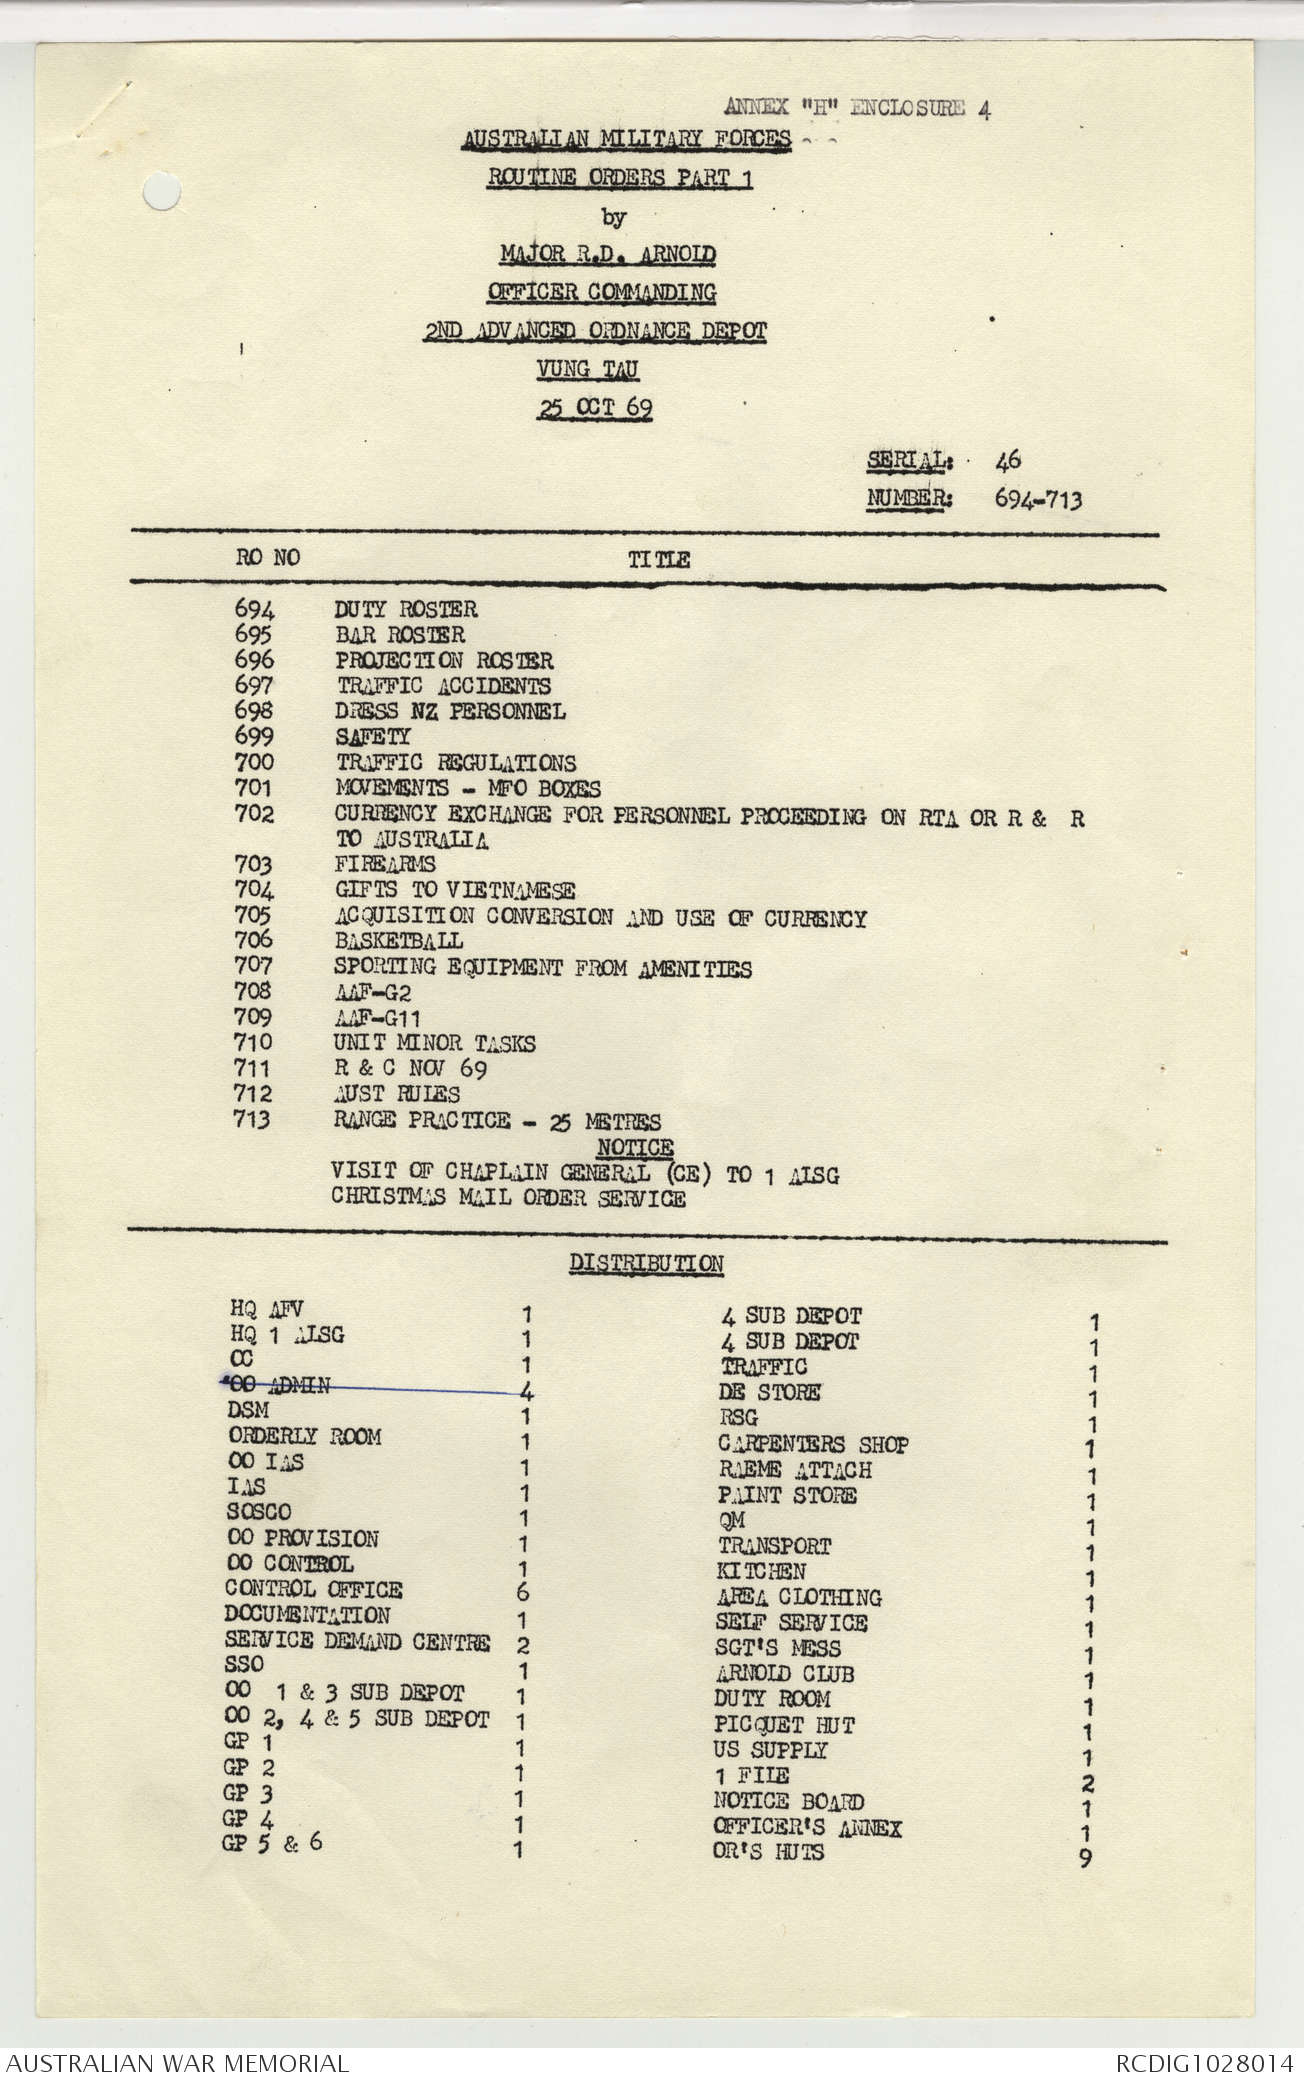 ANNEX "H" ENCLOSURE 4
AUSTRALIAN MILITARY FORCES
ROUTINE ORDERS PART 1
by
MAJOR R.D. ARNOLD
OFFICER COMMANDING
2ND ADVANCED ORDNANCE DEPOT
VUNG TAU
25 OCT 69
SERIAL: 46
NUMBER: 694-713
RO NO TITLE
694 DUTY ROSTER
695 BAR ROSTER
696 PROJECTION ROSTER
697 TRAFFIC ACCIDENTS
698 DRESS NZ PERSONNEL
699 SAFETY
700 TRAFFIC REGULATIONS
701 MOVEMENTS - MFO BOXES
702 CURRENCY EXCHANGE FOR PERSONNEL PROCEEDING ON RTA OR R & R
TO AUSTRALIA
703 FIREARMS
704 GIFTS TO VIETNAMESE
705 ACQUISITION CONVERSION AND USE OF CURRENCY
706 BASKETBALL
707 SPORTING EQUIPMENT FROM AMENITIES
708 AAF-G2
709 AAF-G11
710 UNIT MINOR TASKS
711 R & C NOV 69
712 AUST RULES
713 RANGE PRACTICE - 25 METRES
NOTICE
VISIT OF CHAPLAIN GENERAL (CE) TO 1 ALSG
CHRISTMAS MAIL ORDER SERVICE
DISTRIBUTION
HQ AFV 1
HQ 1 ALSG 1
OC 1
OO ADMIN 4
DSM 1
ORDERLY ROOM 1
OO IAS 1
IAS 1
SOSCO 1
OO PROVISION 1
OO CONTROL 1
CONTROL OFFICE 6
DOCUMENTATION 1
SERVICE DEMAND CENTRE 2
SSO 1
OO 1 & 3 SUB DEPOT 1
OO 2, 4 & 5 SUB DEPOT 1
GP 1 1
GP 2 1
GP 3 1
GP 4 1
GP 5 & 6 1
4 SUB DEPOT 1
4 SUB DEPOT 1
TRAFFIC 1
DE STORE 1
RSG 1
CARPENTERS SHOP 1
RAEME ATTACH 1
PAINT STORE 1
QM 1
TRANSPORT 1
KITCHEN 1
AREA CLOTHING 1
SELF SERVICE 1
SGT'S MESS 1
ARNOLD CLUB 1
DUTY ROOM 1
PICQUET HUT 1
US SUPPLY 1
1 FILE 2
NOTICE BOARD 1
OFFICER'S ANNEX 1
OR'S HUTS 9
AUSTRALIAN WAR MEMORIAL
RCDIG1028014